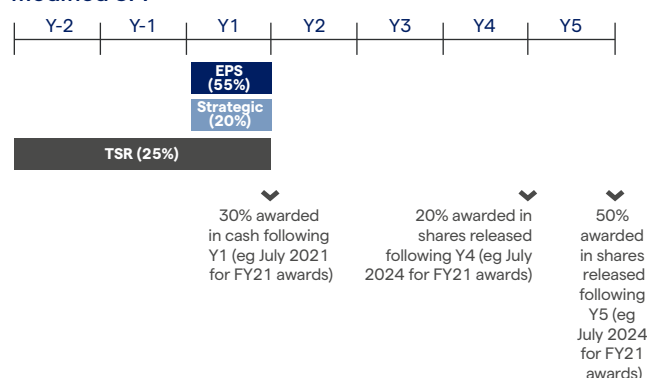 Y-2 Y-1 Y1 Y2 Y3 Y4 Y5
EPS
(55%)
Strategic
(20%)
TSR (25%)
30% awarded
in cash following
Y1 (eg July 2021
for FY21 awards)
20% awarded in
shares released
following Y4 (eg July
2024 for FY21 awards)
50%
awarded
in shares
released
following
Y5 (eg
July 2024
for FY21
awards)